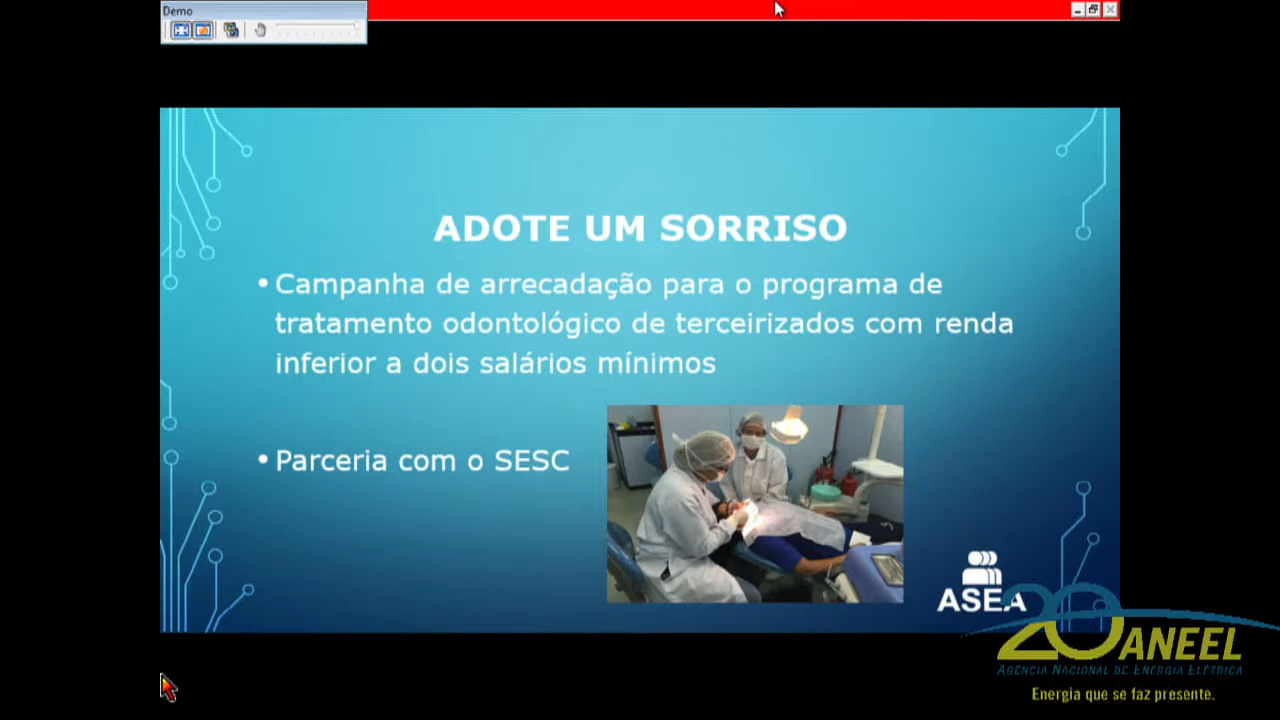 Demo
ADOTE UM SORRISO
• Campanha de arrecadação para o programa de
tratamento odontológico de terceirizados com renda
inferior a dois salários mínimos
• Parceria com o SESC
ASEA
20 ANEEL
AGÊNCIA NACIONAL DE ENERGIA ELÉTRICA
Energia que se faz presente.